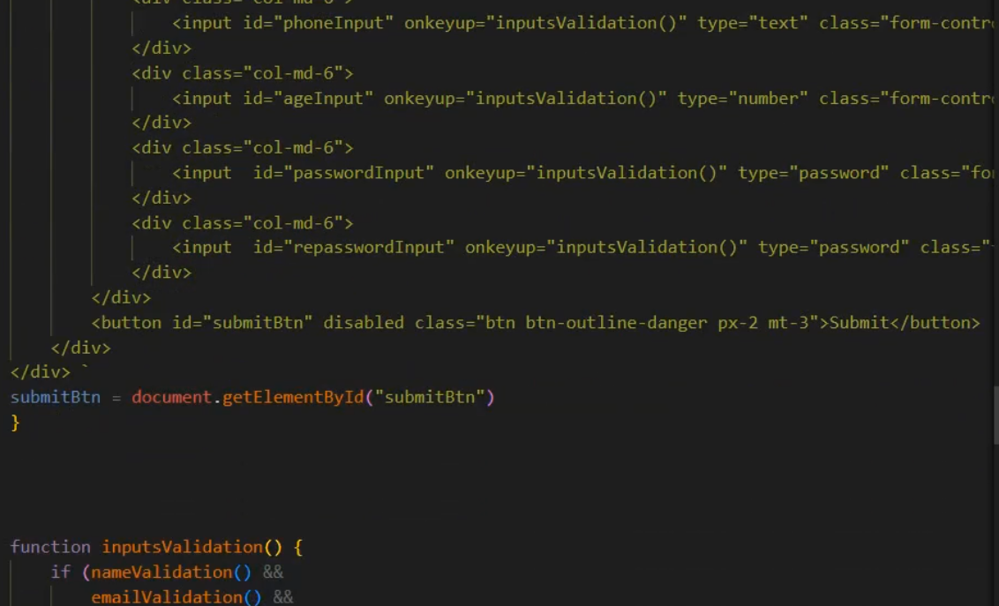 <div class="col-md-6">
<input id="phoneInput" onkeyup="inputsValidation()" type="text" class="form-contr
</div>
<div class="col-md-6">
<input id="ageInput" onkeyup="inputsValidation()" type="number" class="form-contr
</div>
<div class="col-md-6">
<input  id="passwordInput" onkeyup="inputsValidation()" type="password" class="fo
</div>
<div class="col-md-6">
<input  id="repasswordInput" onkeyup="inputsValidation()" type="password" class="
</div>
</div>
<button id="submitBtn" disabled class="btn btn-outline-danger px-2 mt-3">Submit</button>
</div>
</div> `
submitBtn = document.getElementById("submitBtn")
}
function inputsValidation() {
if (nameValidation() &&
emailValidation() &&